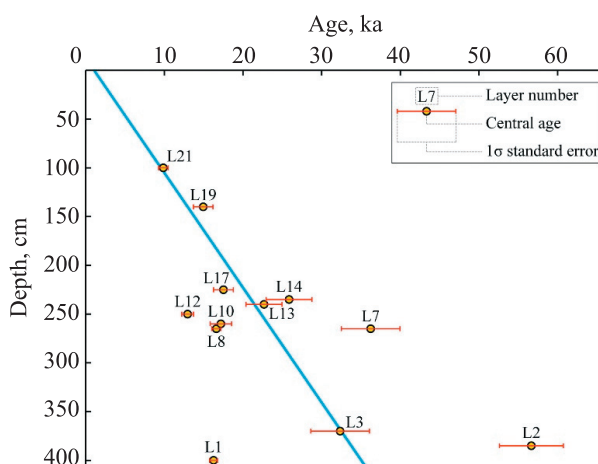 Age, ka
0 10 20 30 40 50 60
L7
Layer number
Central age
1σ standard error
Depth, cm
50
100
150
200
250
300
350
400
L21
L19
L17
L14
L12
L10
L13
L8
L7
L3
L2
L1